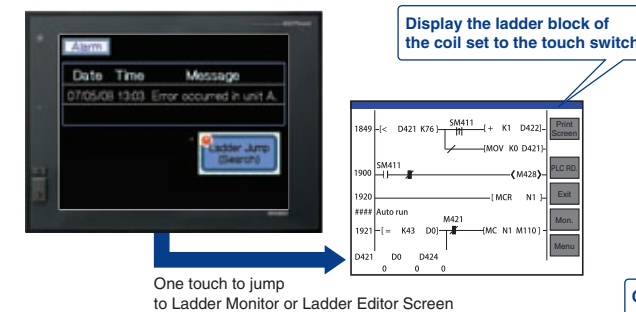 Display the ladder block of
the coil set to the touch switch
Alarm
Date Time Message
07/05/08 13:03 Error occurred in unit A.
Ladder Jump
(Search)
1849 [< D421 K76] SM411 [+ K1 D422]
[MOV K0 D421]
Print
Screen
SM411
1900 (M428)
PLC RD.
1920 [MCR N1]
Exit
#### Auto run
M421
1921 [= K43 D0] [MC N1 M110]
Mon.
Menu
D421 D0 D424
0 0 0
One touch to jump
to Ladder Monitor or Ladder Editor Screen